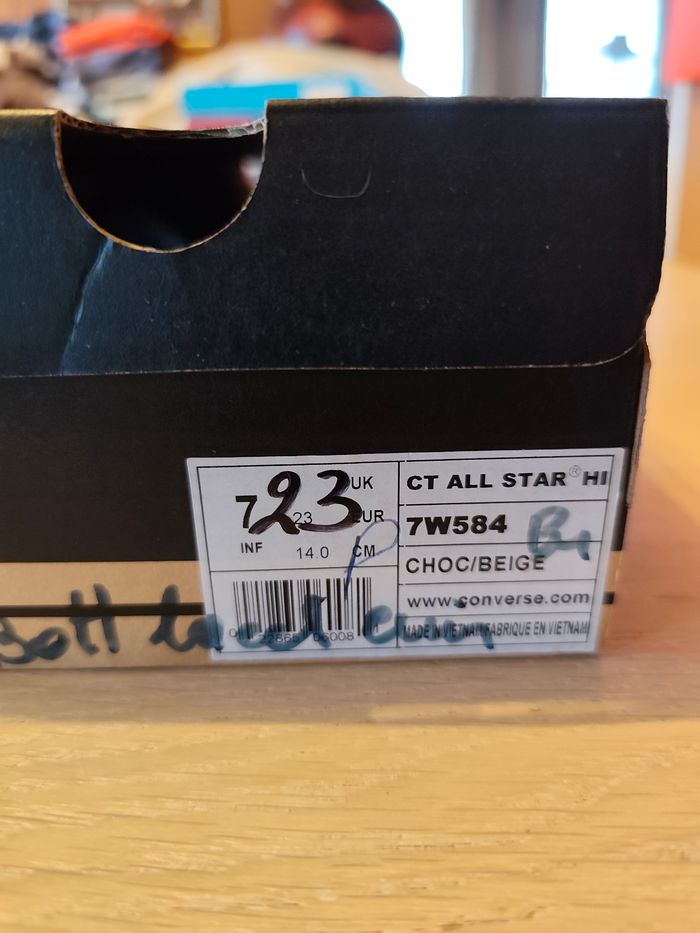 7 23 UK
23 EUR
INF 14.0 CM
CT ALL STAR® HI
7W584
CHOC/BEIGE
www.converse.com
MADE IN VIETNAM/FABRIQUE EN VIETNAM